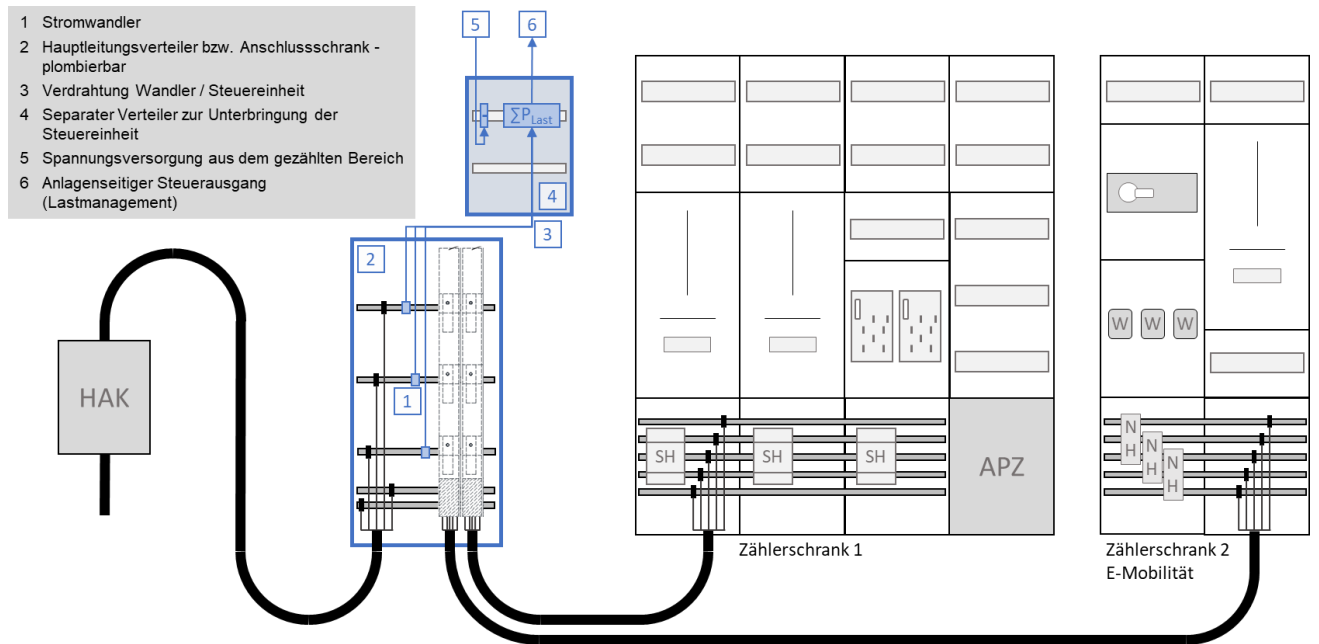 1 Stromwandler
2 Hauptleitungsverteiler bzw. Anschlussschrank -
plombierbar
3 Verdrahtung Wandler / Steuereinheit
4 Separater Verteiler zur Unterbringung der
Steuereinheit
5 Spannungsversorgung aus dem gezählten Bereich
6 Anlagenseitiger Steuerausgang
(Lastmanagement)
5 6
∑P_Last
4
3
2
1
HAK
SH SH SH
APZ
W W W
N
H
N
H
N
H
Zählerschrank 1
Zählerschrank 2
E-Mobilität